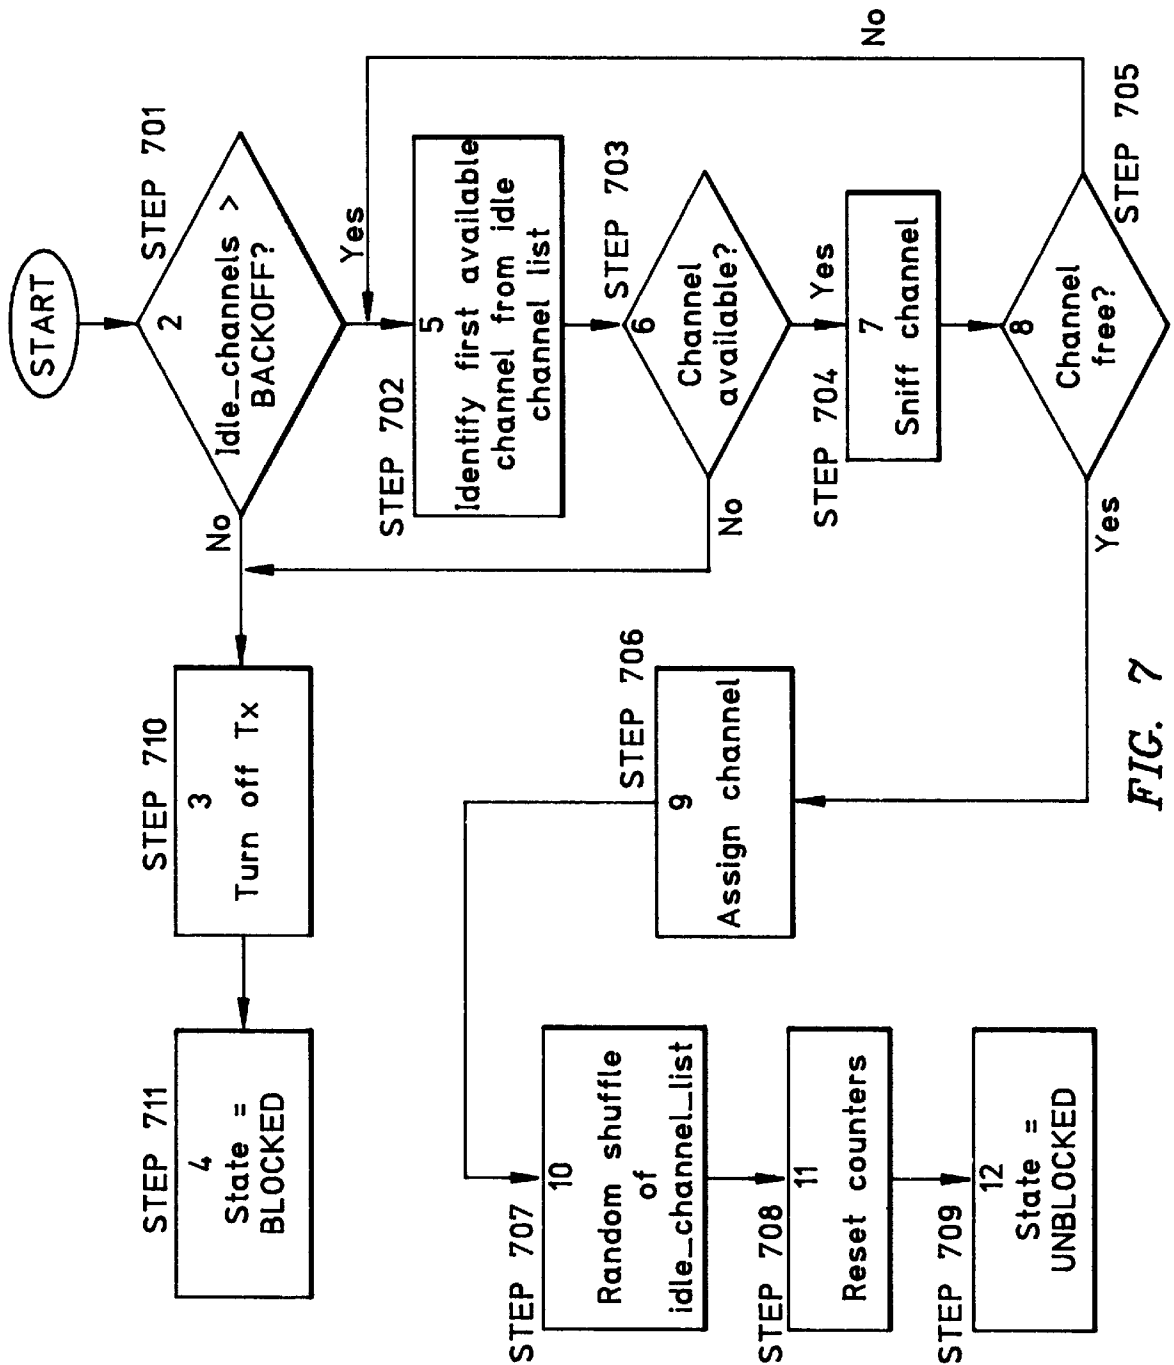 START
STEP 701
2
Idle_channels >
BACKOFF?
No
Yes
STEP 702
5
Identify first available
channel from idle
channel list
STEP 703
6
Channel
available?
No
Yes
STEP 704
7
Sniff channel
STEP 705
8
Channel
free?
No
Yes
STEP 706
9
Assign channel
STEP 707
10
Random shuffle
of
idle_channel_list
STEP 708
11
Reset counters
STEP 709
12
State =
UNBLOCKED
STEP 710
3
Turn off Tx
STEP 711
4
State =
BLOCKED
FIG. 7